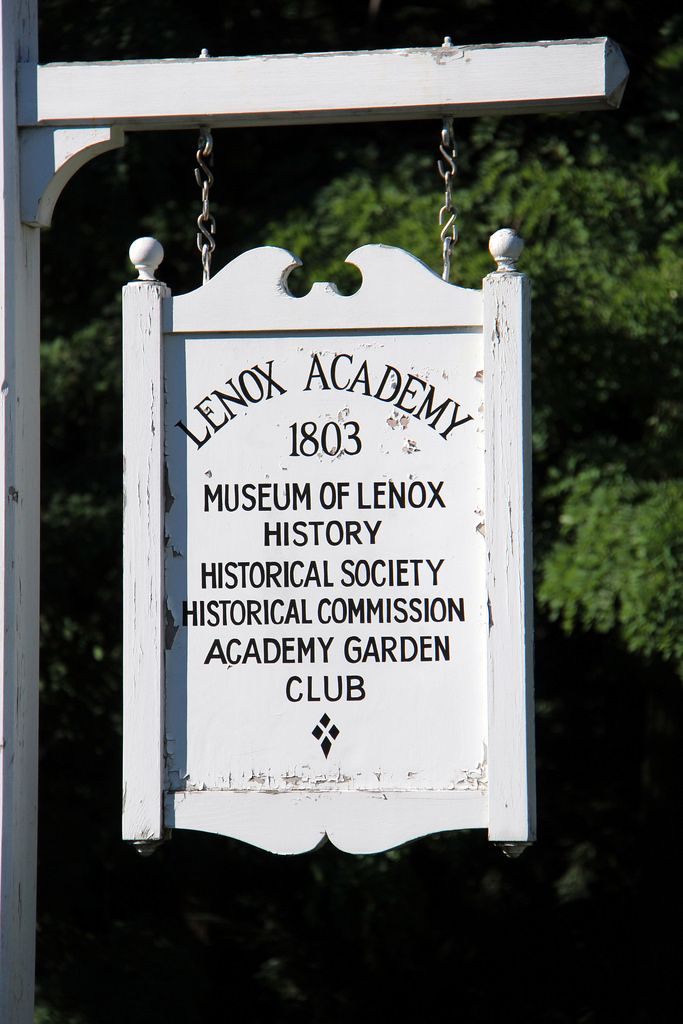 LENOX ACADEMY
1803
MUSEUM OF LENOX
HISTORY
HISTORICAL SOCIETY
HISTORICAL COMMISSION
ACADEMY GARDEN
CLUB